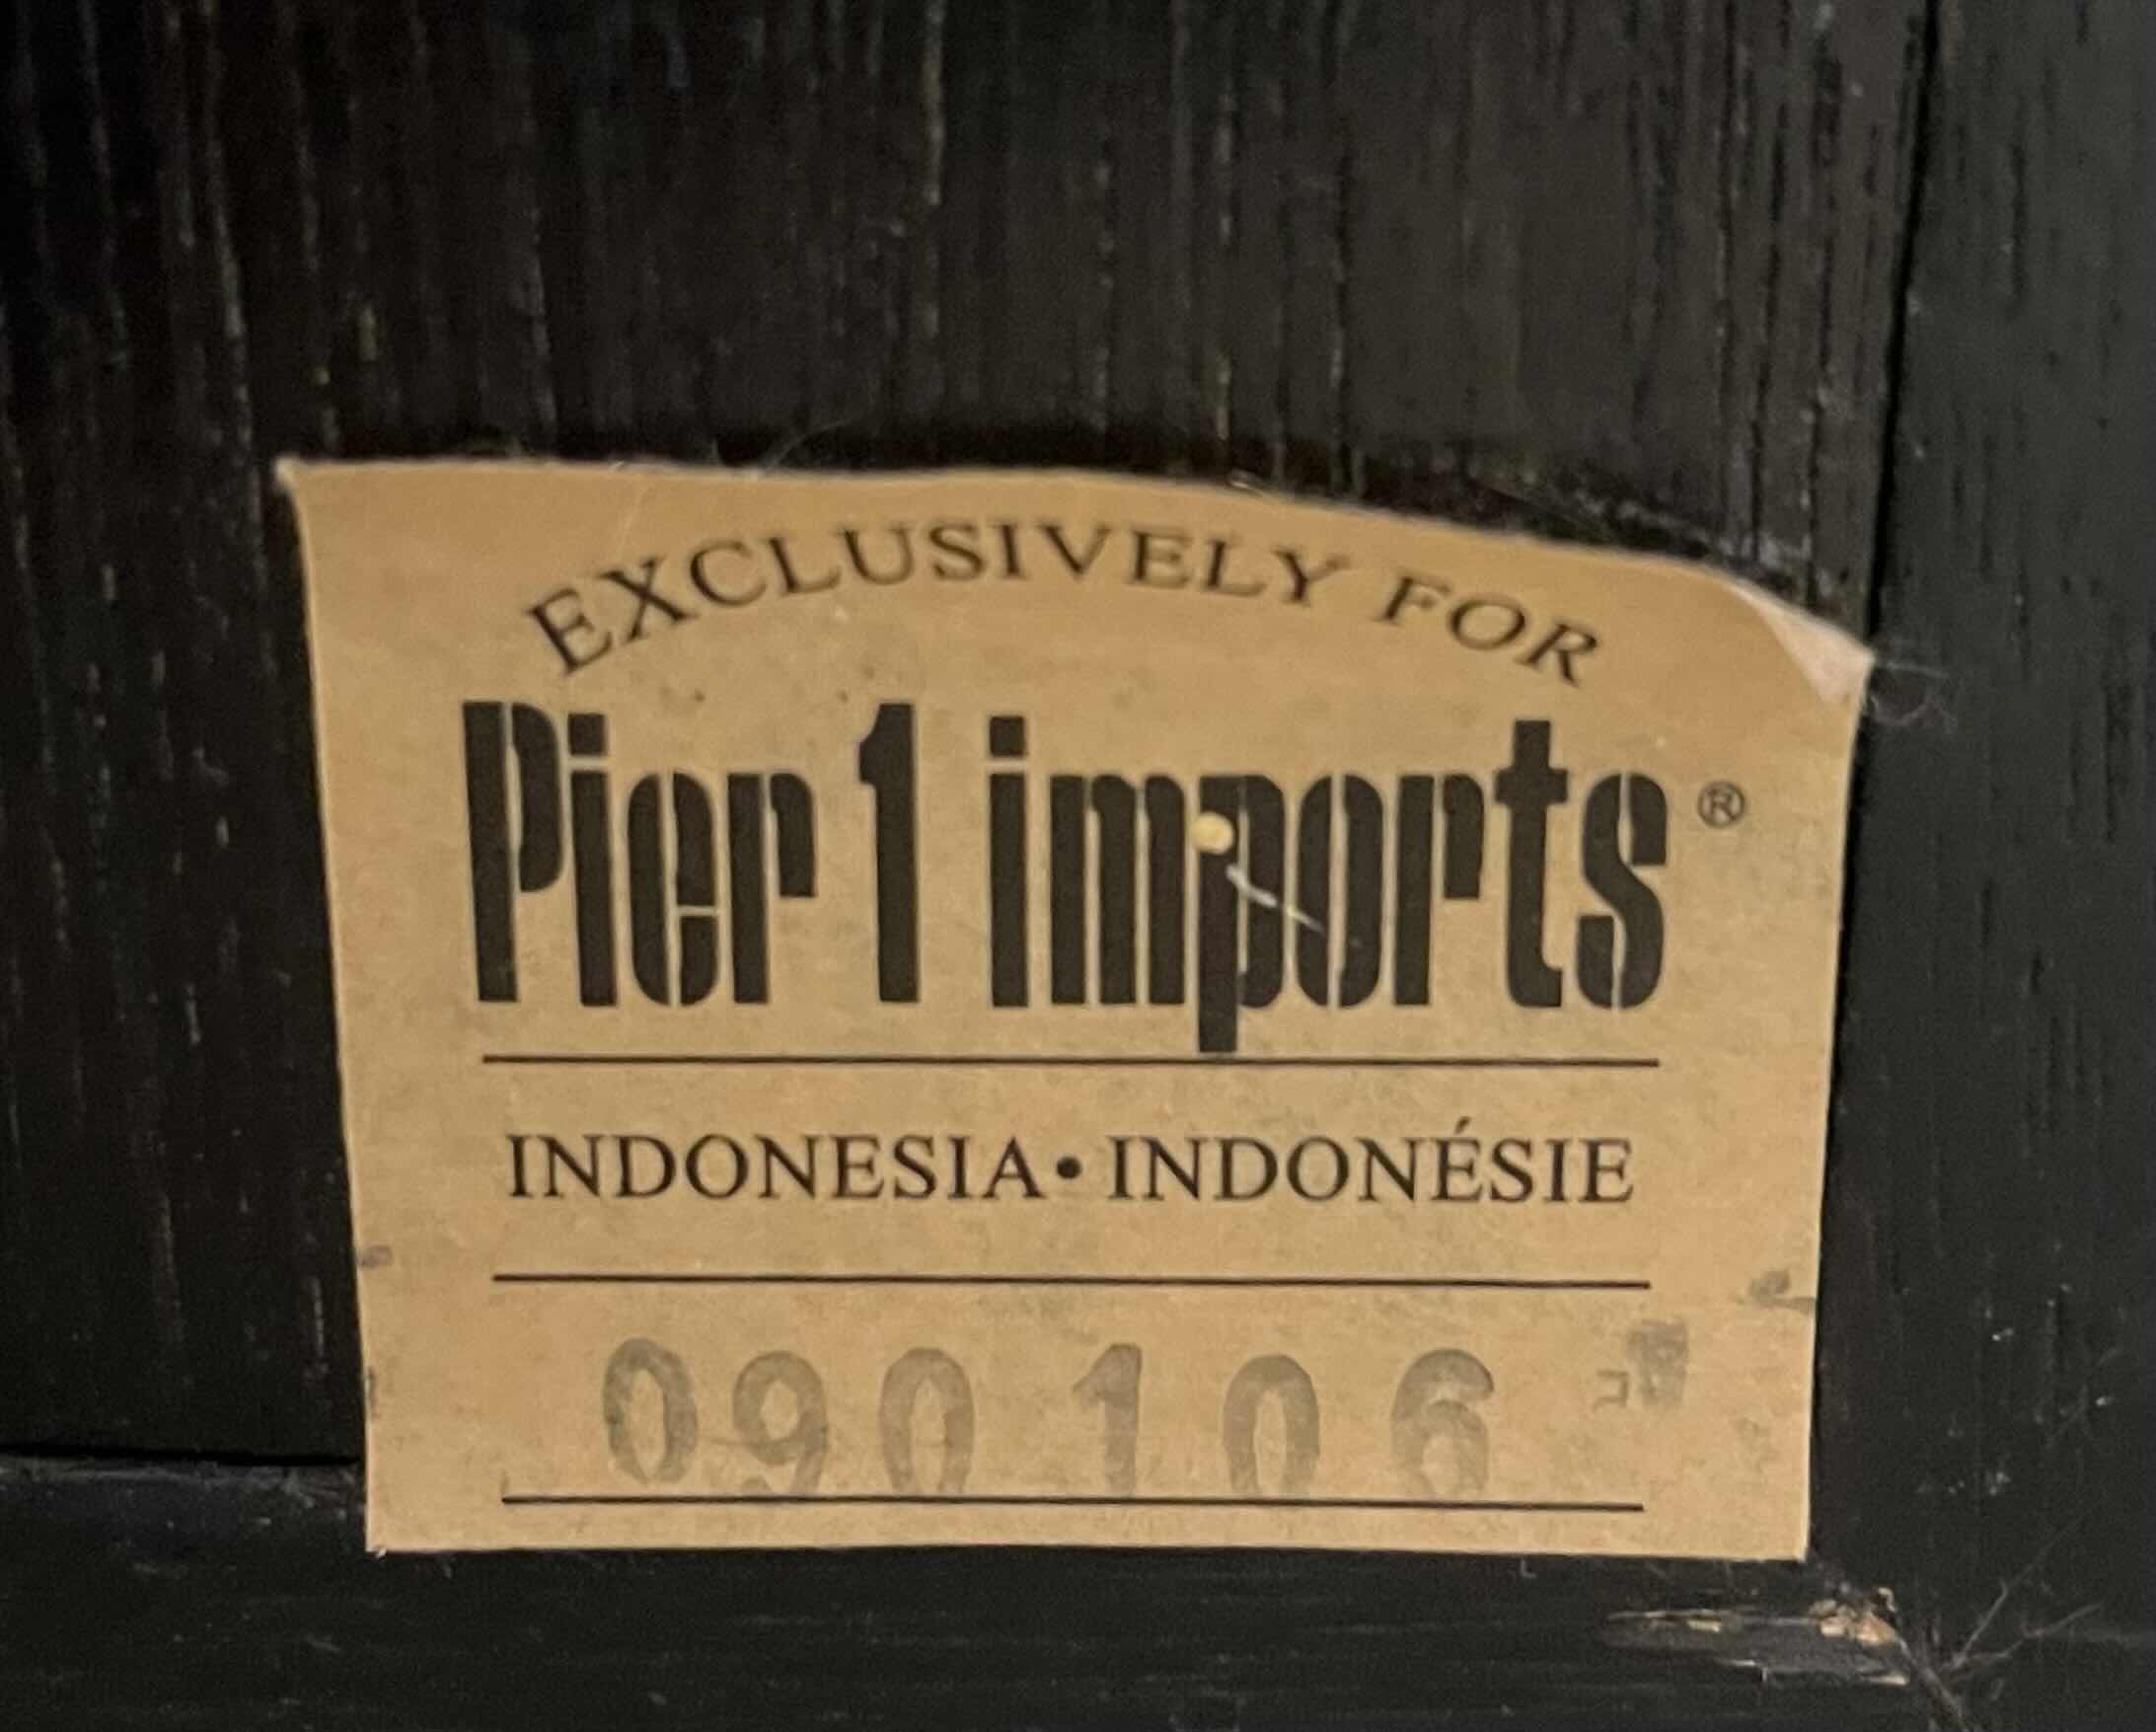 EXCLUSIVELY FOR
Pier 1 imports®
INDONESIA • INDONÉSIE
090106